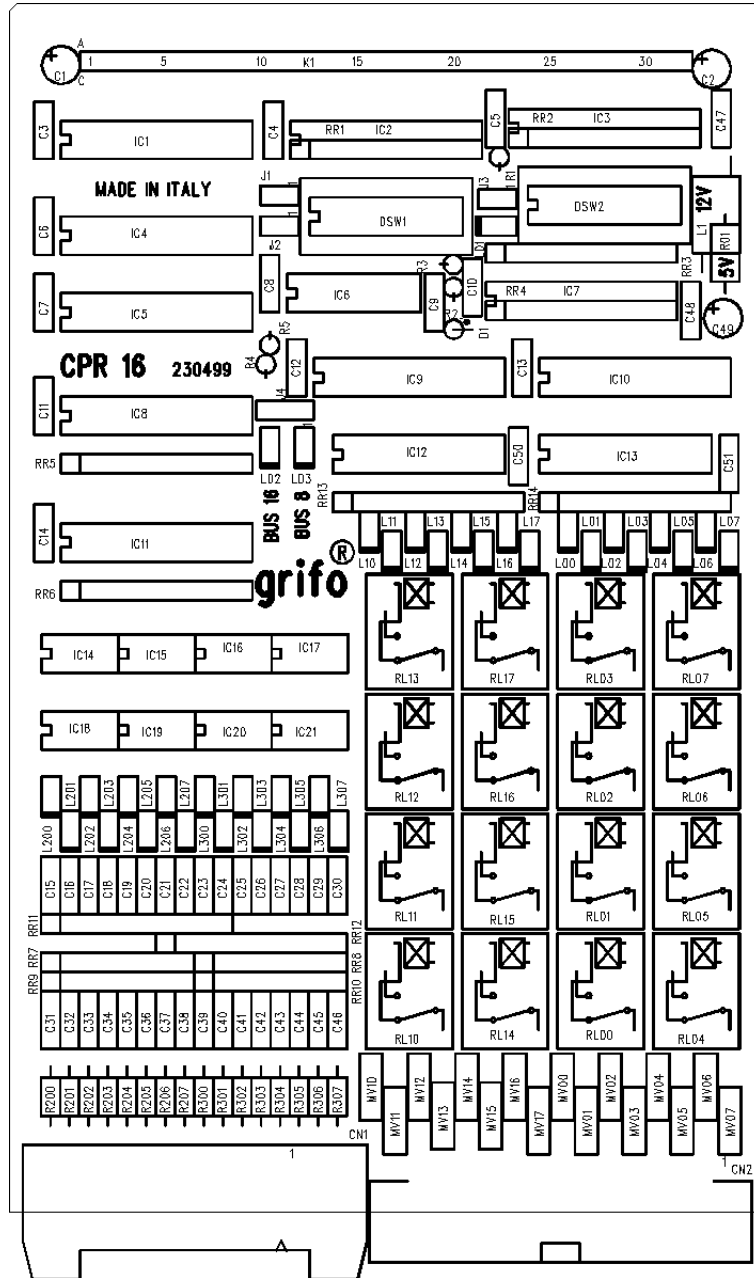 A
C1 1 5 10 K1 15 20 25 30 C2
C
C3 IC1 C4 RR1 IC2 C5 RR2 IC3 C47
MADE IN ITALY J1 1 J3 1 R1 12V
C6 IC4 1 DSW1 DSW2 L1 R01
J2 D1 5V
C7 IC5 C8 IC6 R3 C9 C10 RR3
RR4 IC7 C48 C49
R2 D1
R5
CPR 16 230499 R4 C12 IC9 C13 IC10
C11 IC8 J4 1
RR5 LD2 LD3 IC12 C50 IC13 C51
BUS 16 BUS 8 RR13 RR14
C14 IC11 L11 L13 L15 L17 L01 L03 L05 L07
L10 L12 L14 L16 L00 L02 L04 L06
RR6 grifo ®
IC14 IC15 IC16 IC17 RL13 RL17 RL03 RL07
IC18 IC19 IC20 IC21
L201 L203 L205 L207 L301 L303 L305 L307 RL12 RL16 RL02 RL06
L200 L202 L204 L206 L300 L302 L304 L306
C15 C16 C17 C18 C19 C20 C21 C22 C23 C24 C25 C26 C27 C28 C29 C30
RR11 RR12 RL11 RL15 RL01 RL05
RR7 RR8
RR9 RR10
C31 C32 C33 C34 C35 C36 C37 C38 C39 C40 C41 C42 C43 C44 C45 C46 RL10 RL14 RL00 RL04
R200 R201 R202 R203 R204 R205 R206 R207 R300 R301 R302 R303 R304 R305 R306 R307
MV10 MV12 MV14 MV16 MV00 MV02 MV04 MV06
MV11 MV13 MV15 MV17 MV01 MV03 MV05 MV07
1 CN1 1 CN2
A